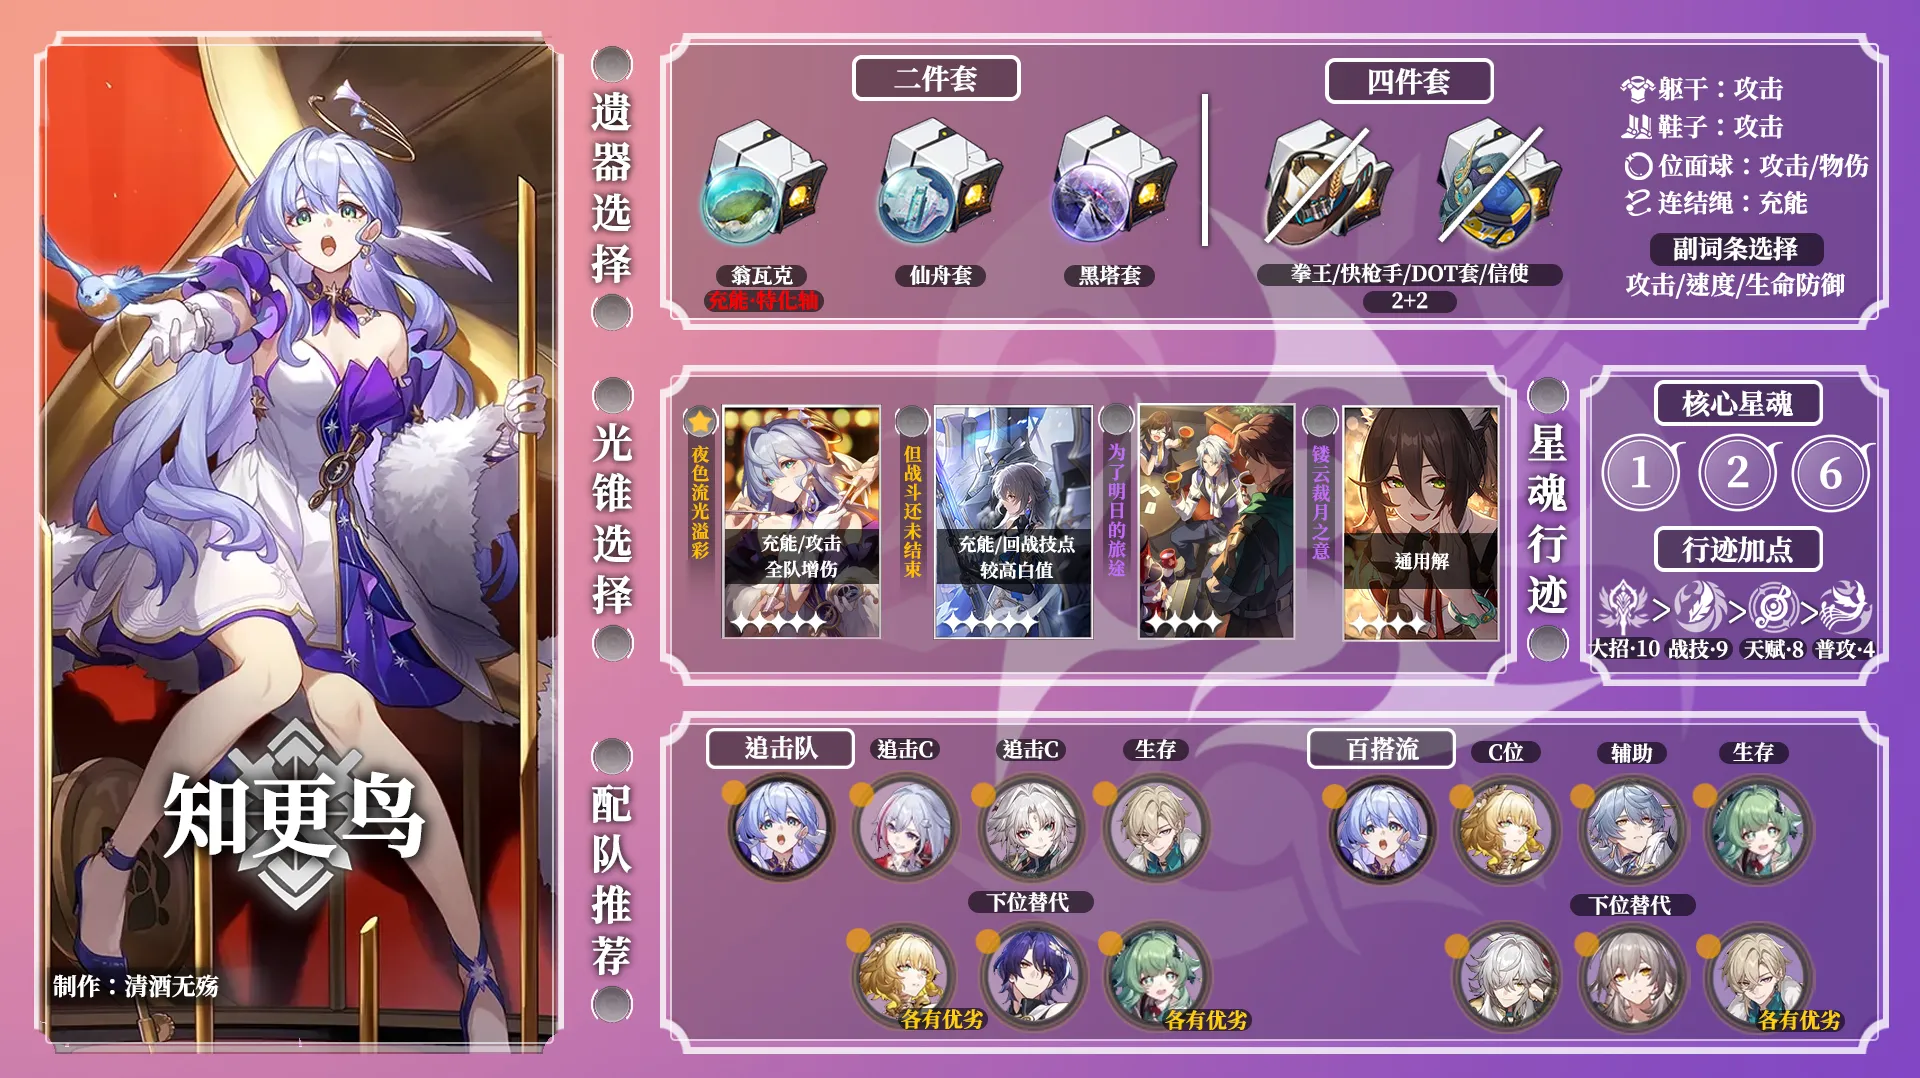 知更鸟
制作：清酒无殇
遗器选择
二件套
翁瓦克
充能·特化轴
仙舟套
黑塔套
四件套
拳王/快枪手/DOT套/信使
2+2
躯干：攻击
鞋子：攻击
位面球：攻击/物伤
连结绳：充能
副词条选择
攻击/速度/生命防御
光锥选择
夜色流光溢彩
充能/攻击
全队增伤
但战斗还未结束
充能/回战技点
较高白值
为了明日的旅途
镂云裁月之意
通用解
星魂行迹
核心星魂
1 2 6
行迹加点
> > >
大招·10 战技·9 天赋·8 普攻·4
配队推荐
追击队 追击C 追击C 生存
下位替代
各有优劣 各有优劣
百搭流 C位 辅助 生存
下位替代
各有优劣